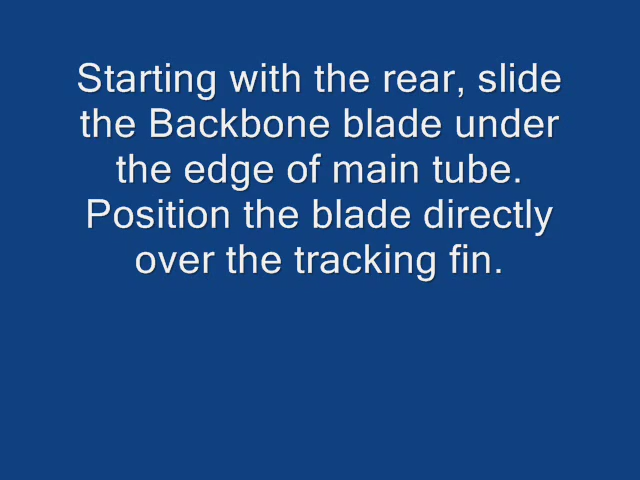 Starting with the rear, slide
the Backbone blade under
the edge of main tube.
Position the blade directly
over the tracking fin.